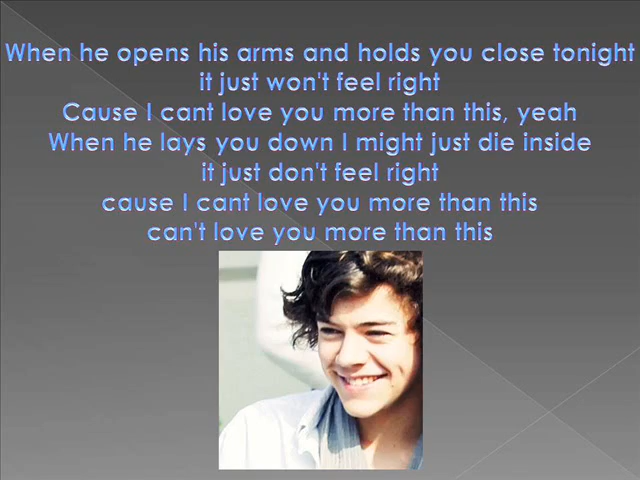 When he opens his arms and holds you close tonight
it just won't feel right
Cause I cant love you more than this, yeah
When he lays you down I might just die inside
it just don't feel right
cause I cant love you more than this
can't love you more than this